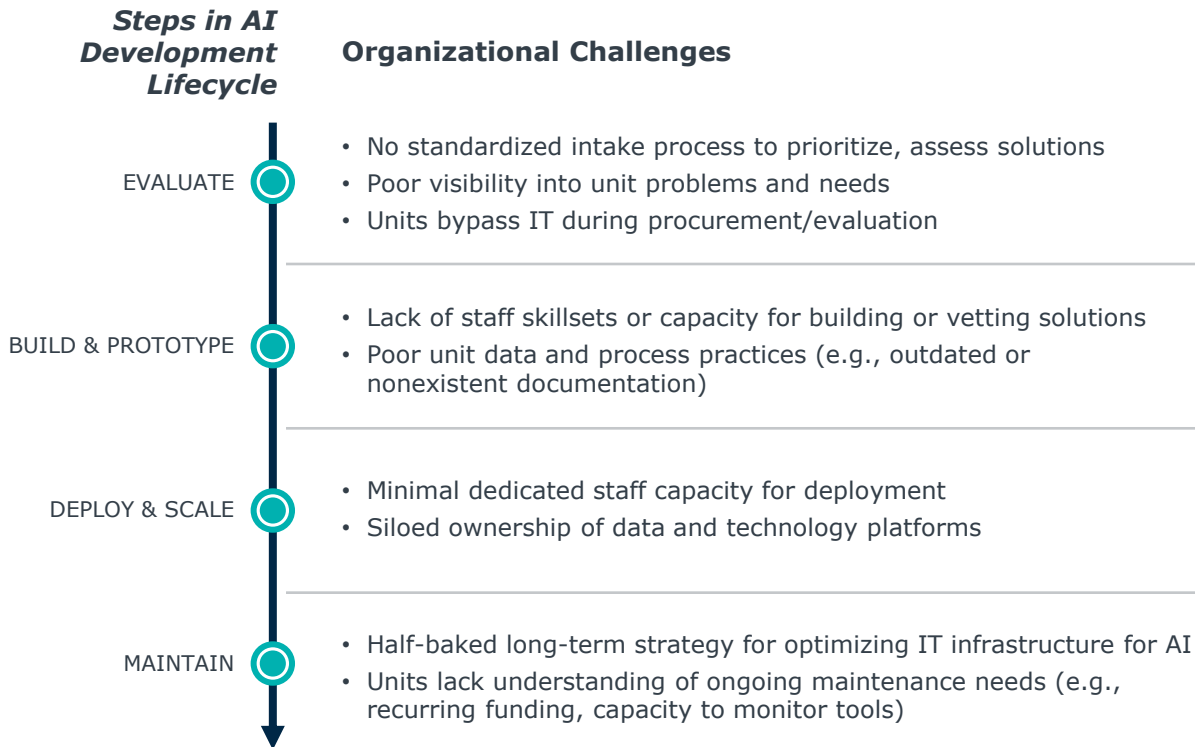 Steps in AI
Development
Lifecycle
Organizational Challenges
EVALUATE
• No standardized intake process to prioritize, assess solutions
• Poor visibility into unit problems and needs
• Units bypass IT during procurement/evaluation
BUILD & PROTOTYPE
• Lack of staff skillsets or capacity for building or vetting solutions
• Poor unit data and process practices (e.g., outdated or
nonexistent documentation)
DEPLOY & SCALE
• Minimal dedicated staff capacity for deployment
• Siloed ownership of data and technology platforms
MAINTAIN
• Half-baked long-term strategy for optimizing IT infrastructure for AI
• Units lack understanding of ongoing maintenance needs (e.g.,
recurring funding, capacity to monitor tools)